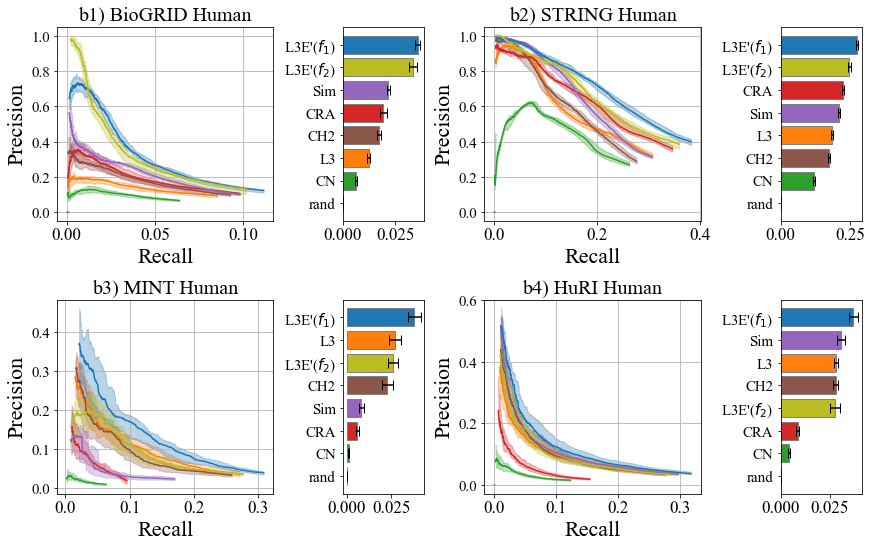 b1) BioGRID Human
Precision
1.0
0.8
0.6
0.4
0.2
0.0
0.00
0.05
0.10
Recall
L3E'(f₁)
L3E'(f₂)
Sim
CRA
CH2
L3
CN
rand
0.000
0.025
b2) STRING Human
Precision
1.0
0.8
0.6
0.4
0.2
0.0
0.0
0.2
0.4
Recall
L3E'(f₁)
L3E'(f₂)
CRA
Sim
L3
CH2
CN
rand
0.00
0.25
b3) MINT Human
Precision
0.4
0.3
0.2
0.1
0.0
0.0
0.1
0.2
0.3
Recall
L3E'(f₁)
L3
L3E'(f₂)
CH2
Sim
CRA
CN
rand
0.000
0.025
b4) HuRI Human
Precision
0.6
0.4
0.2
0.0
0.0
0.1
0.2
0.3
Recall
L3E'(f₁)
Sim
L3
CH2
L3E'(f₂)
CRA
CN
rand
0.000
0.025